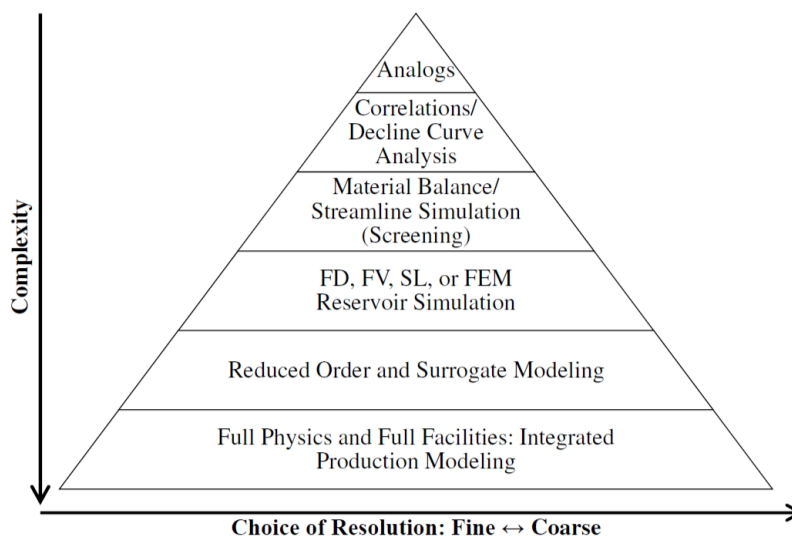 Analogs
Correlations/
Decline Curve
Analysis
Material Balance/
Streamline Simulation
(Screening)
FD, FV, SL, or FEM
Reservoir Simulation
Reduced Order and Surrogate Modeling
Full Physics and Full Facilities: Integrated
Production Modeling
Complexity
Choice of Resolution: Fine ↔ Coarse